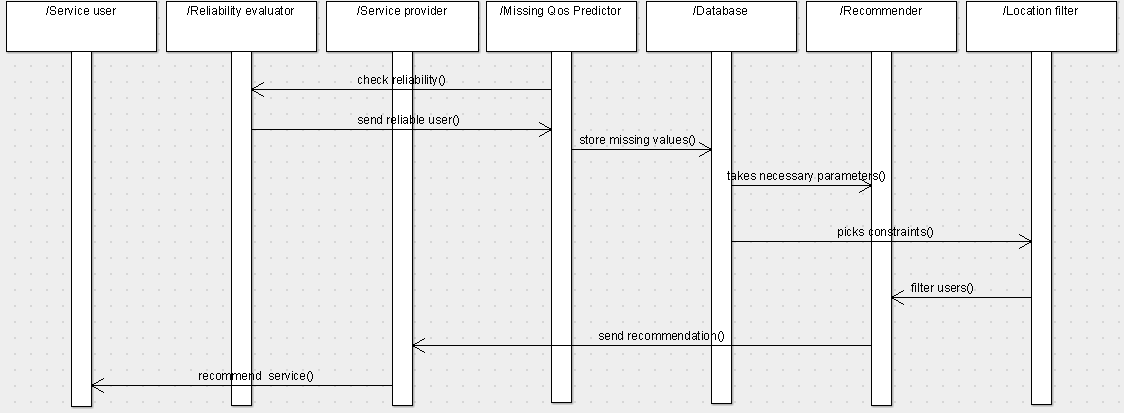 /Service user
/Reliability evaluator
/Service provider
/Missing Qos Predictor
/Database
/Recommender
/Location filter
check reliability()
send reliable user()
store missing values()
takes necessary parameters()
picks constraints()
filter users()
send recommendation()
recommend  service()